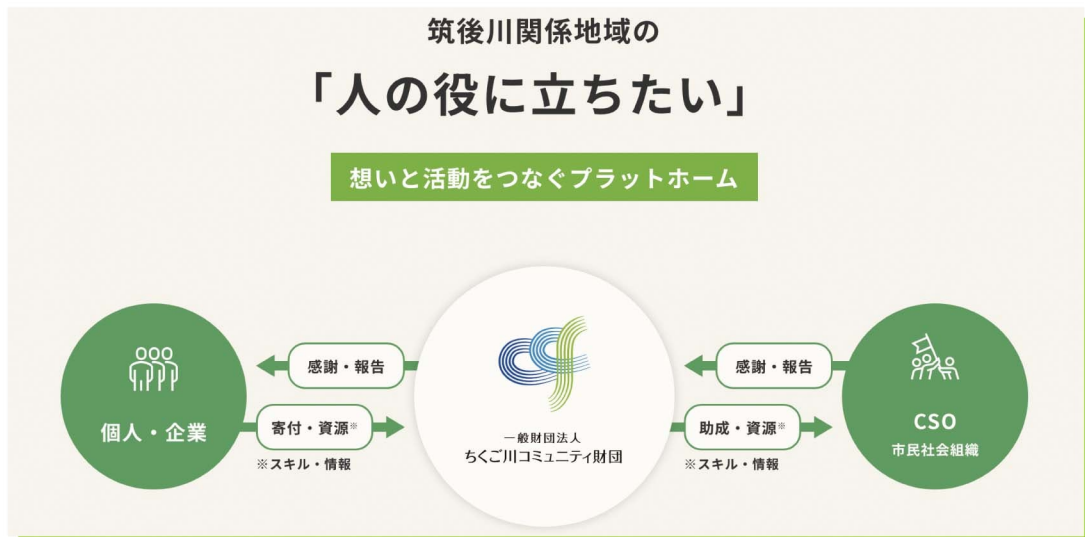 筑後川関係地域の
「人の役に立ちたい」
想いと活動をつなぐプラットホーム
感謝・報告
感謝・報告
個人・企業
寄付・資源※
※スキル・情報
一般財団法人
ちくご川コミュニティ財団
助成・資源※
※スキル・情報
CSO
市民社会組織